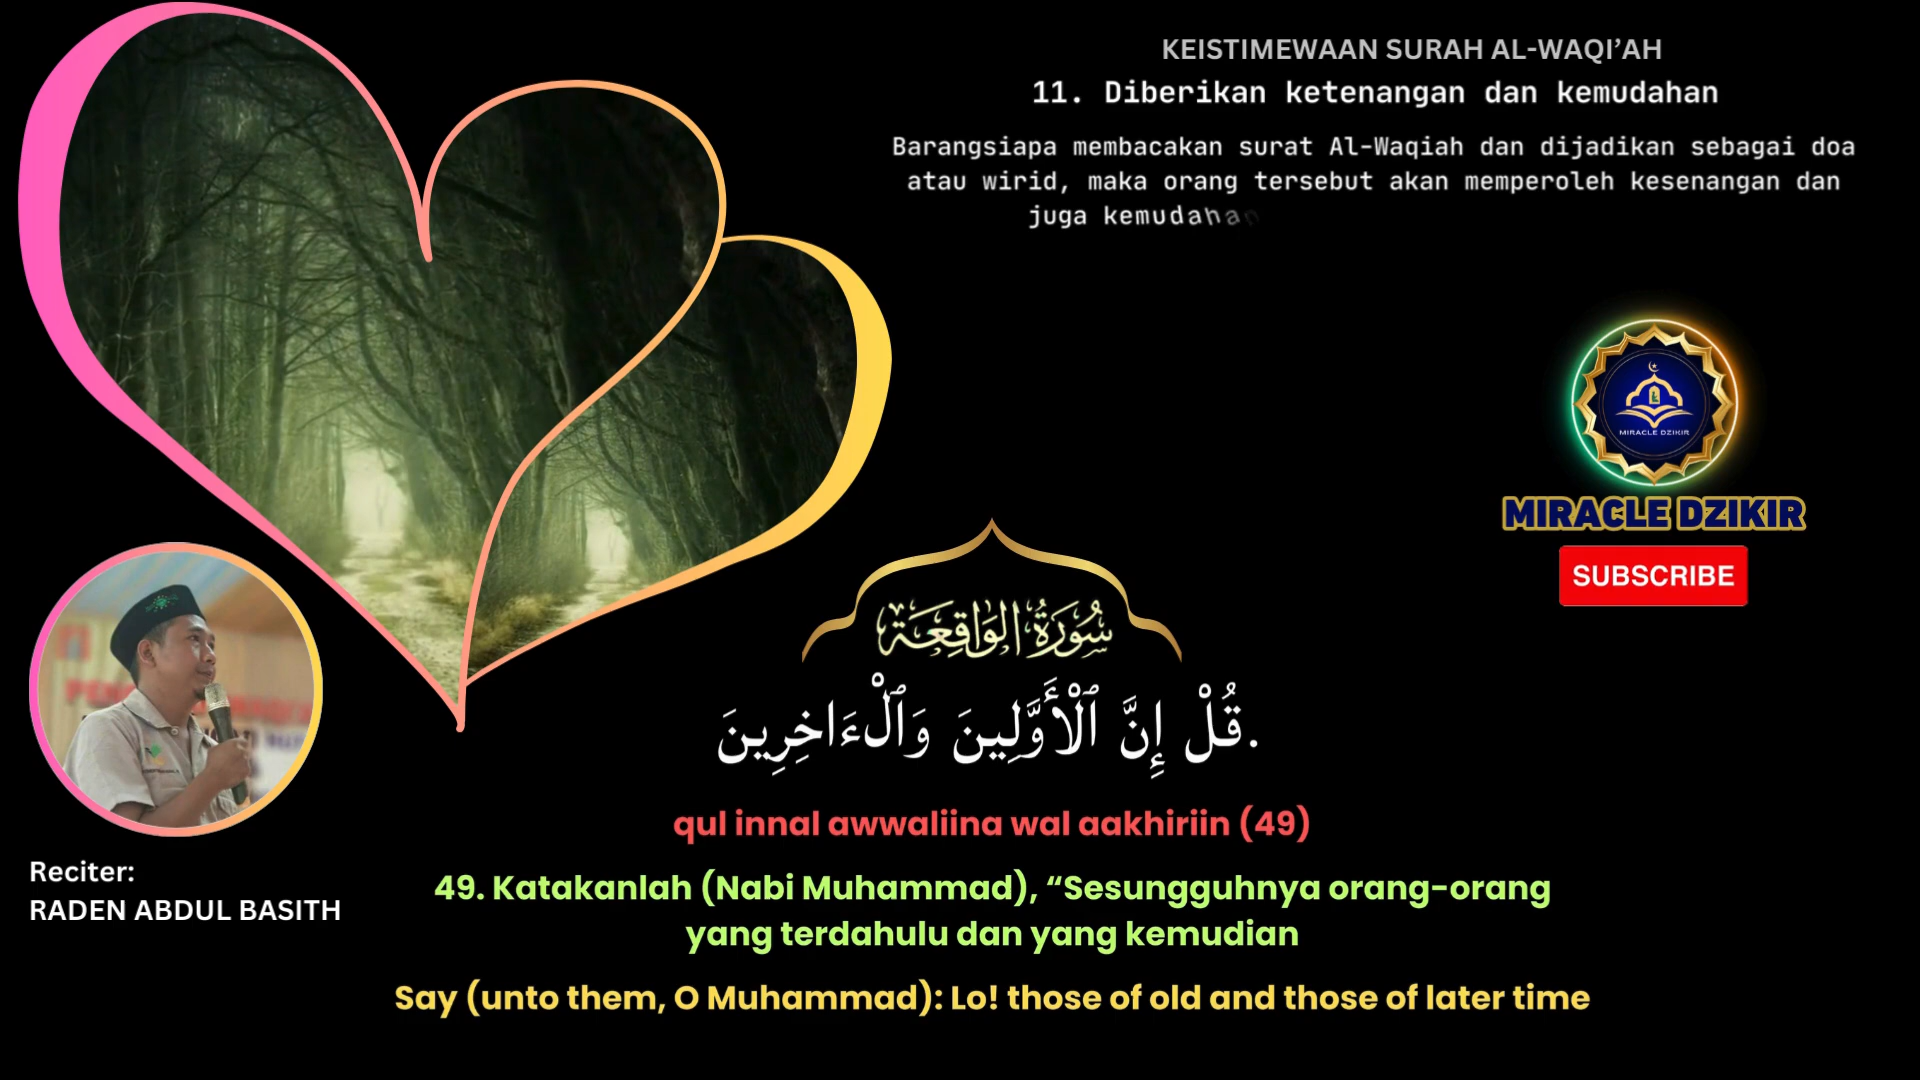 KEISTIMEWAAN SURAH AL-WAQI’AH
11. Diberikan ketenangan dan kemudahan
Barangsiapa membacakan surat Al-Waqiah dan dijadikan sebagai doa
atau wirid, maka orang tersebut akan memperoleh kesenangan dan
juga kemudahan
MIRACLE DZIKIR
MIRACLE DZIKIR
SUBSCRIBE
سُورَةُ الوَاقِعَة
قُلْ إِنَّ ٱلْأَوَّلِينَ وَٱلْءَاخِرِينَ.
qul innal awwaliina wal aakhiriin (49)
Reciter:
RADEN ABDUL BASITH
49. Katakanlah (Nabi Muhammad), “Sesungguhnya orang-orang
yang terdahulu dan yang kemudian
Say (unto them, O Muhammad): Lo! those of old and those of later time